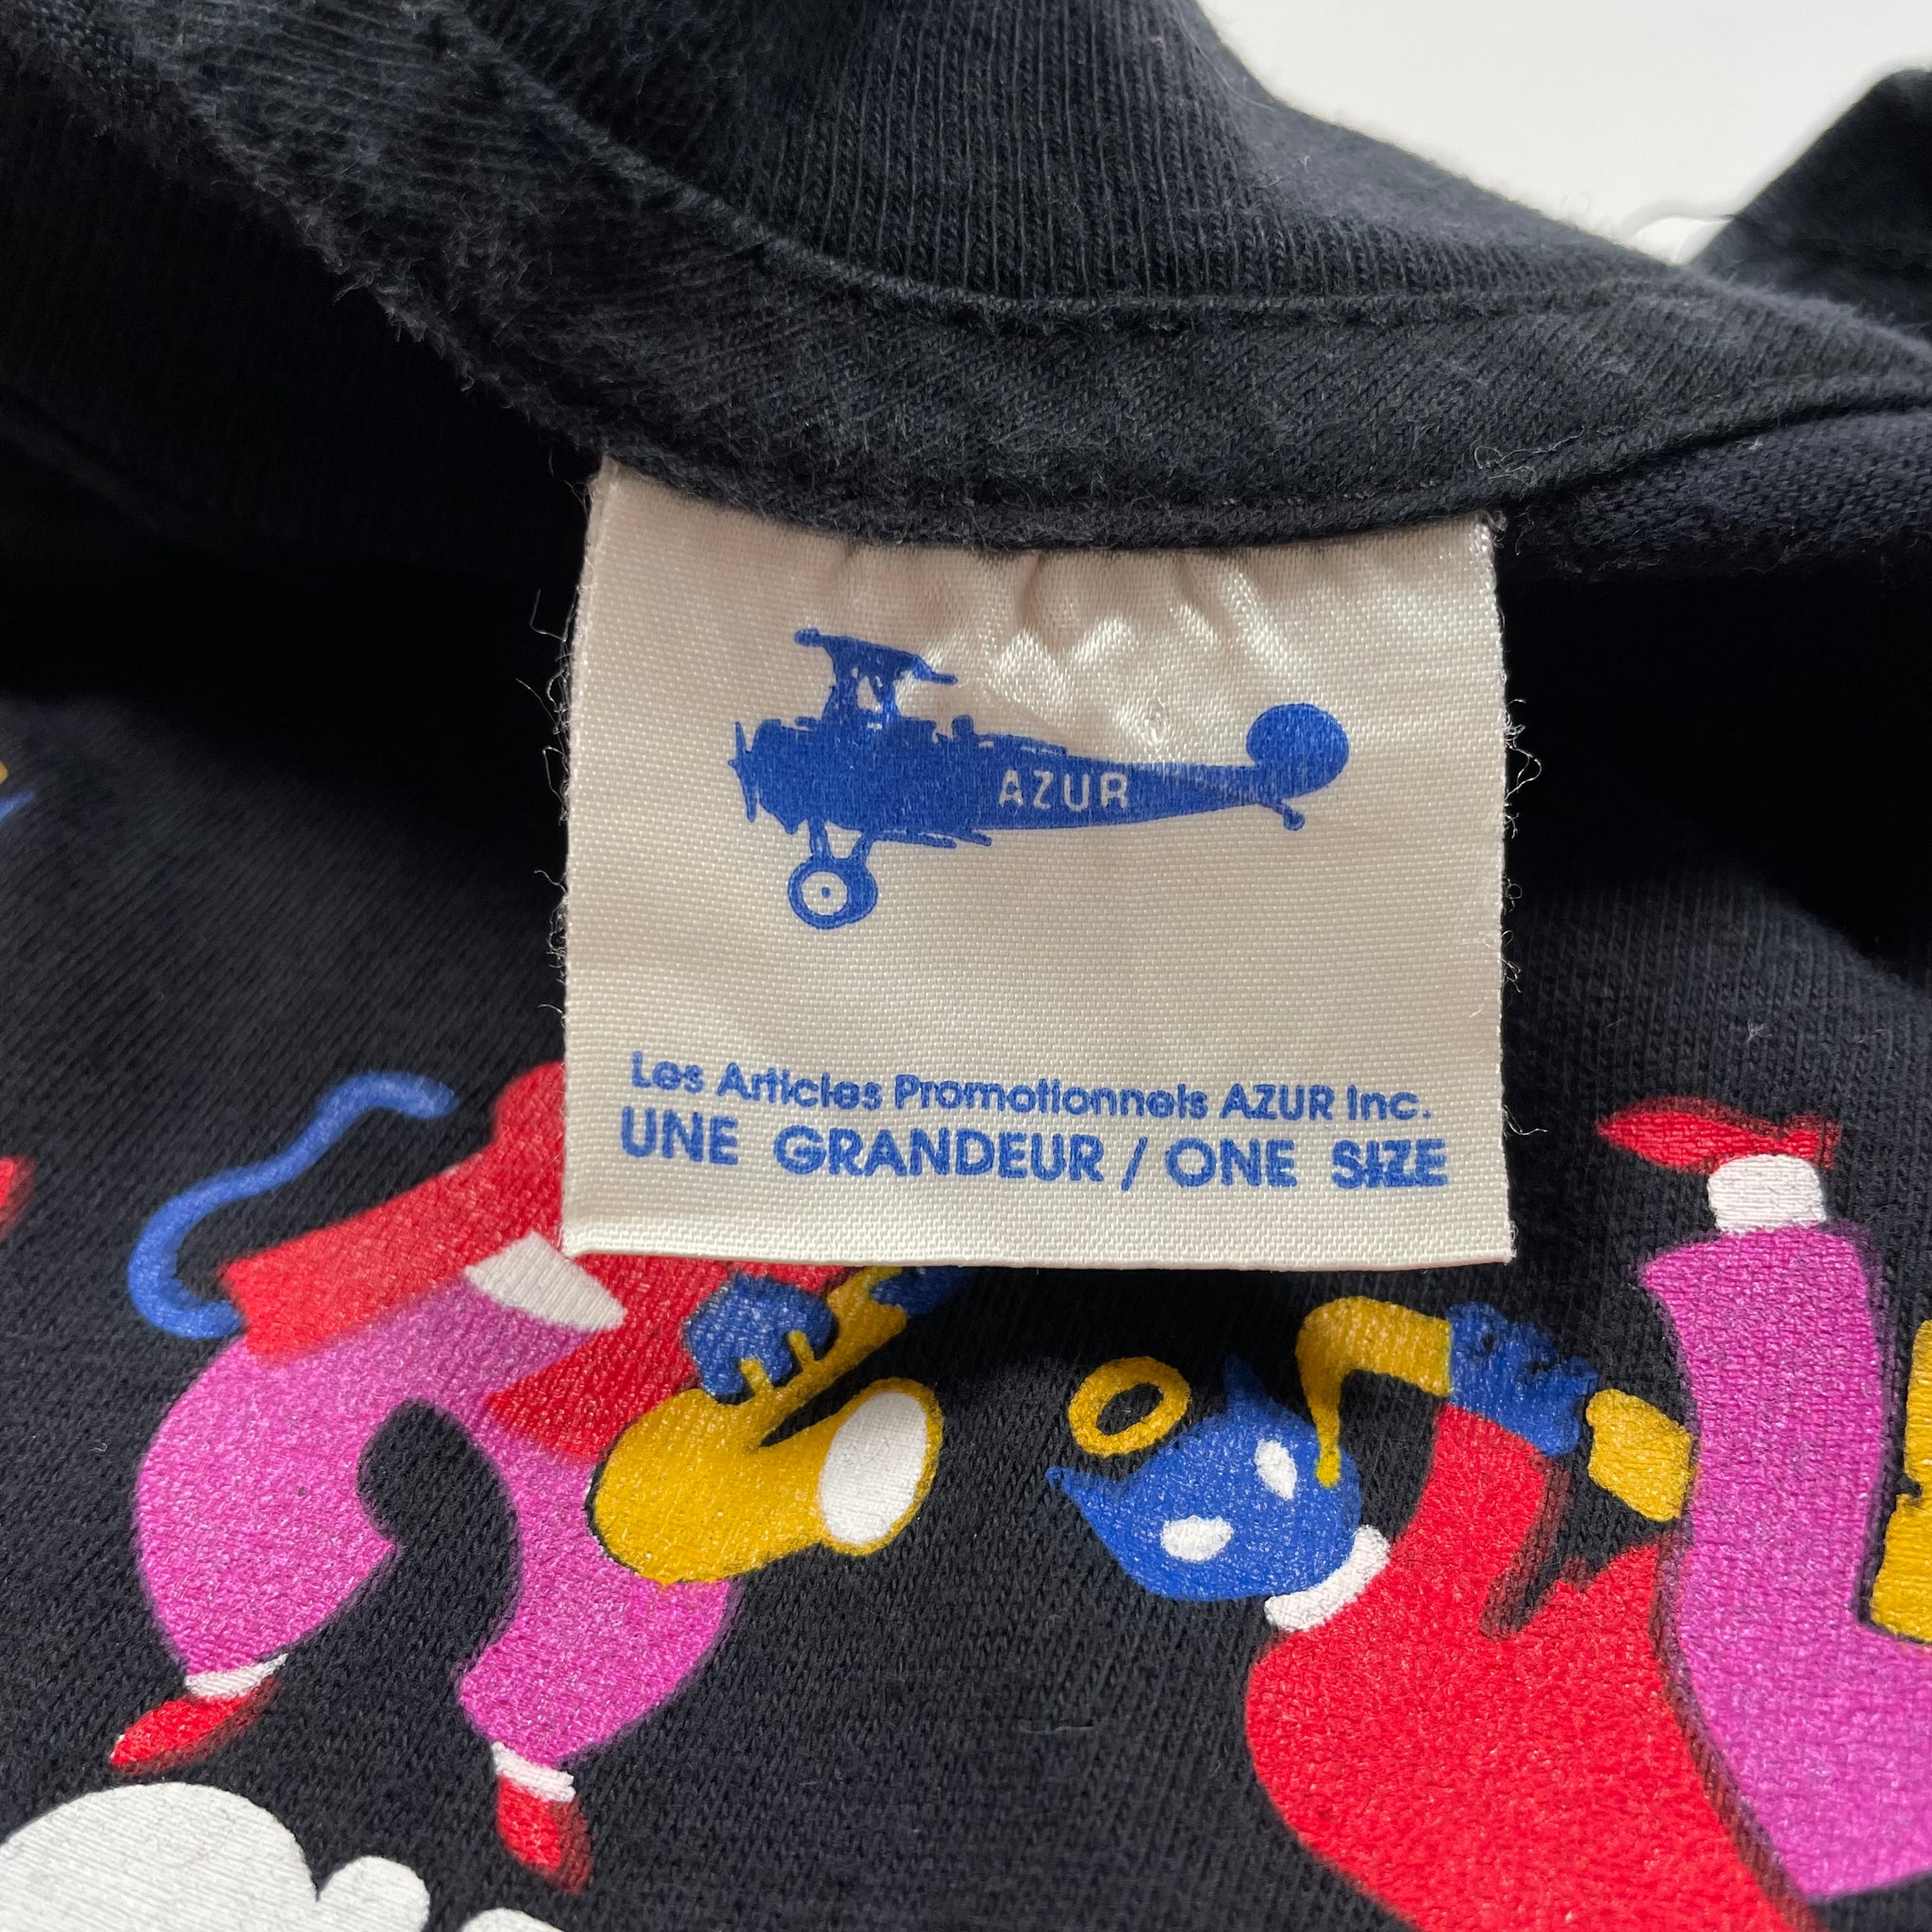 AZUR
Les Articles Promotionnels AZUR Inc.
UNE GRANDEUR / ONE SIZE